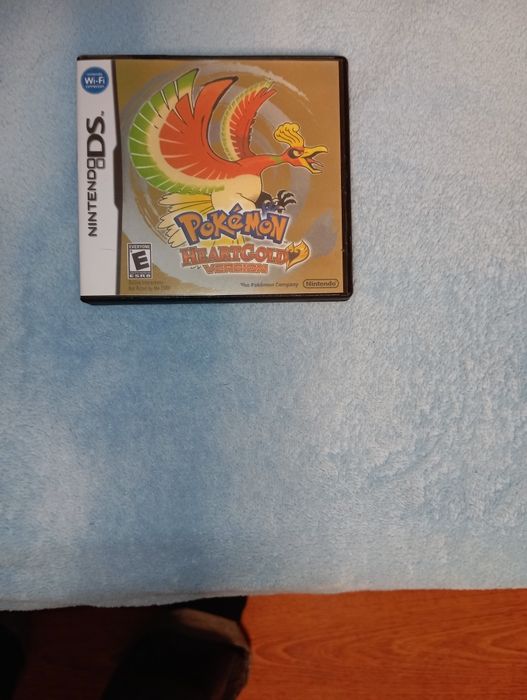 Wi-Fi
NINTENDO DS
POKéMON
HEARTGOLD
VERSION
EVERYONE
E
ESRB
The Pokémon Company
Nintendo